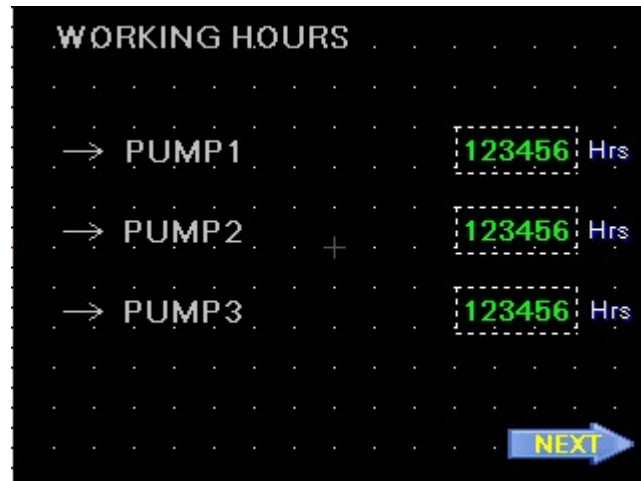 WORKING HOURS
→ PUMP1 123456 Hrs
→ PUMP2 123456 Hrs
→ PUMP3 123456 Hrs
NEXT